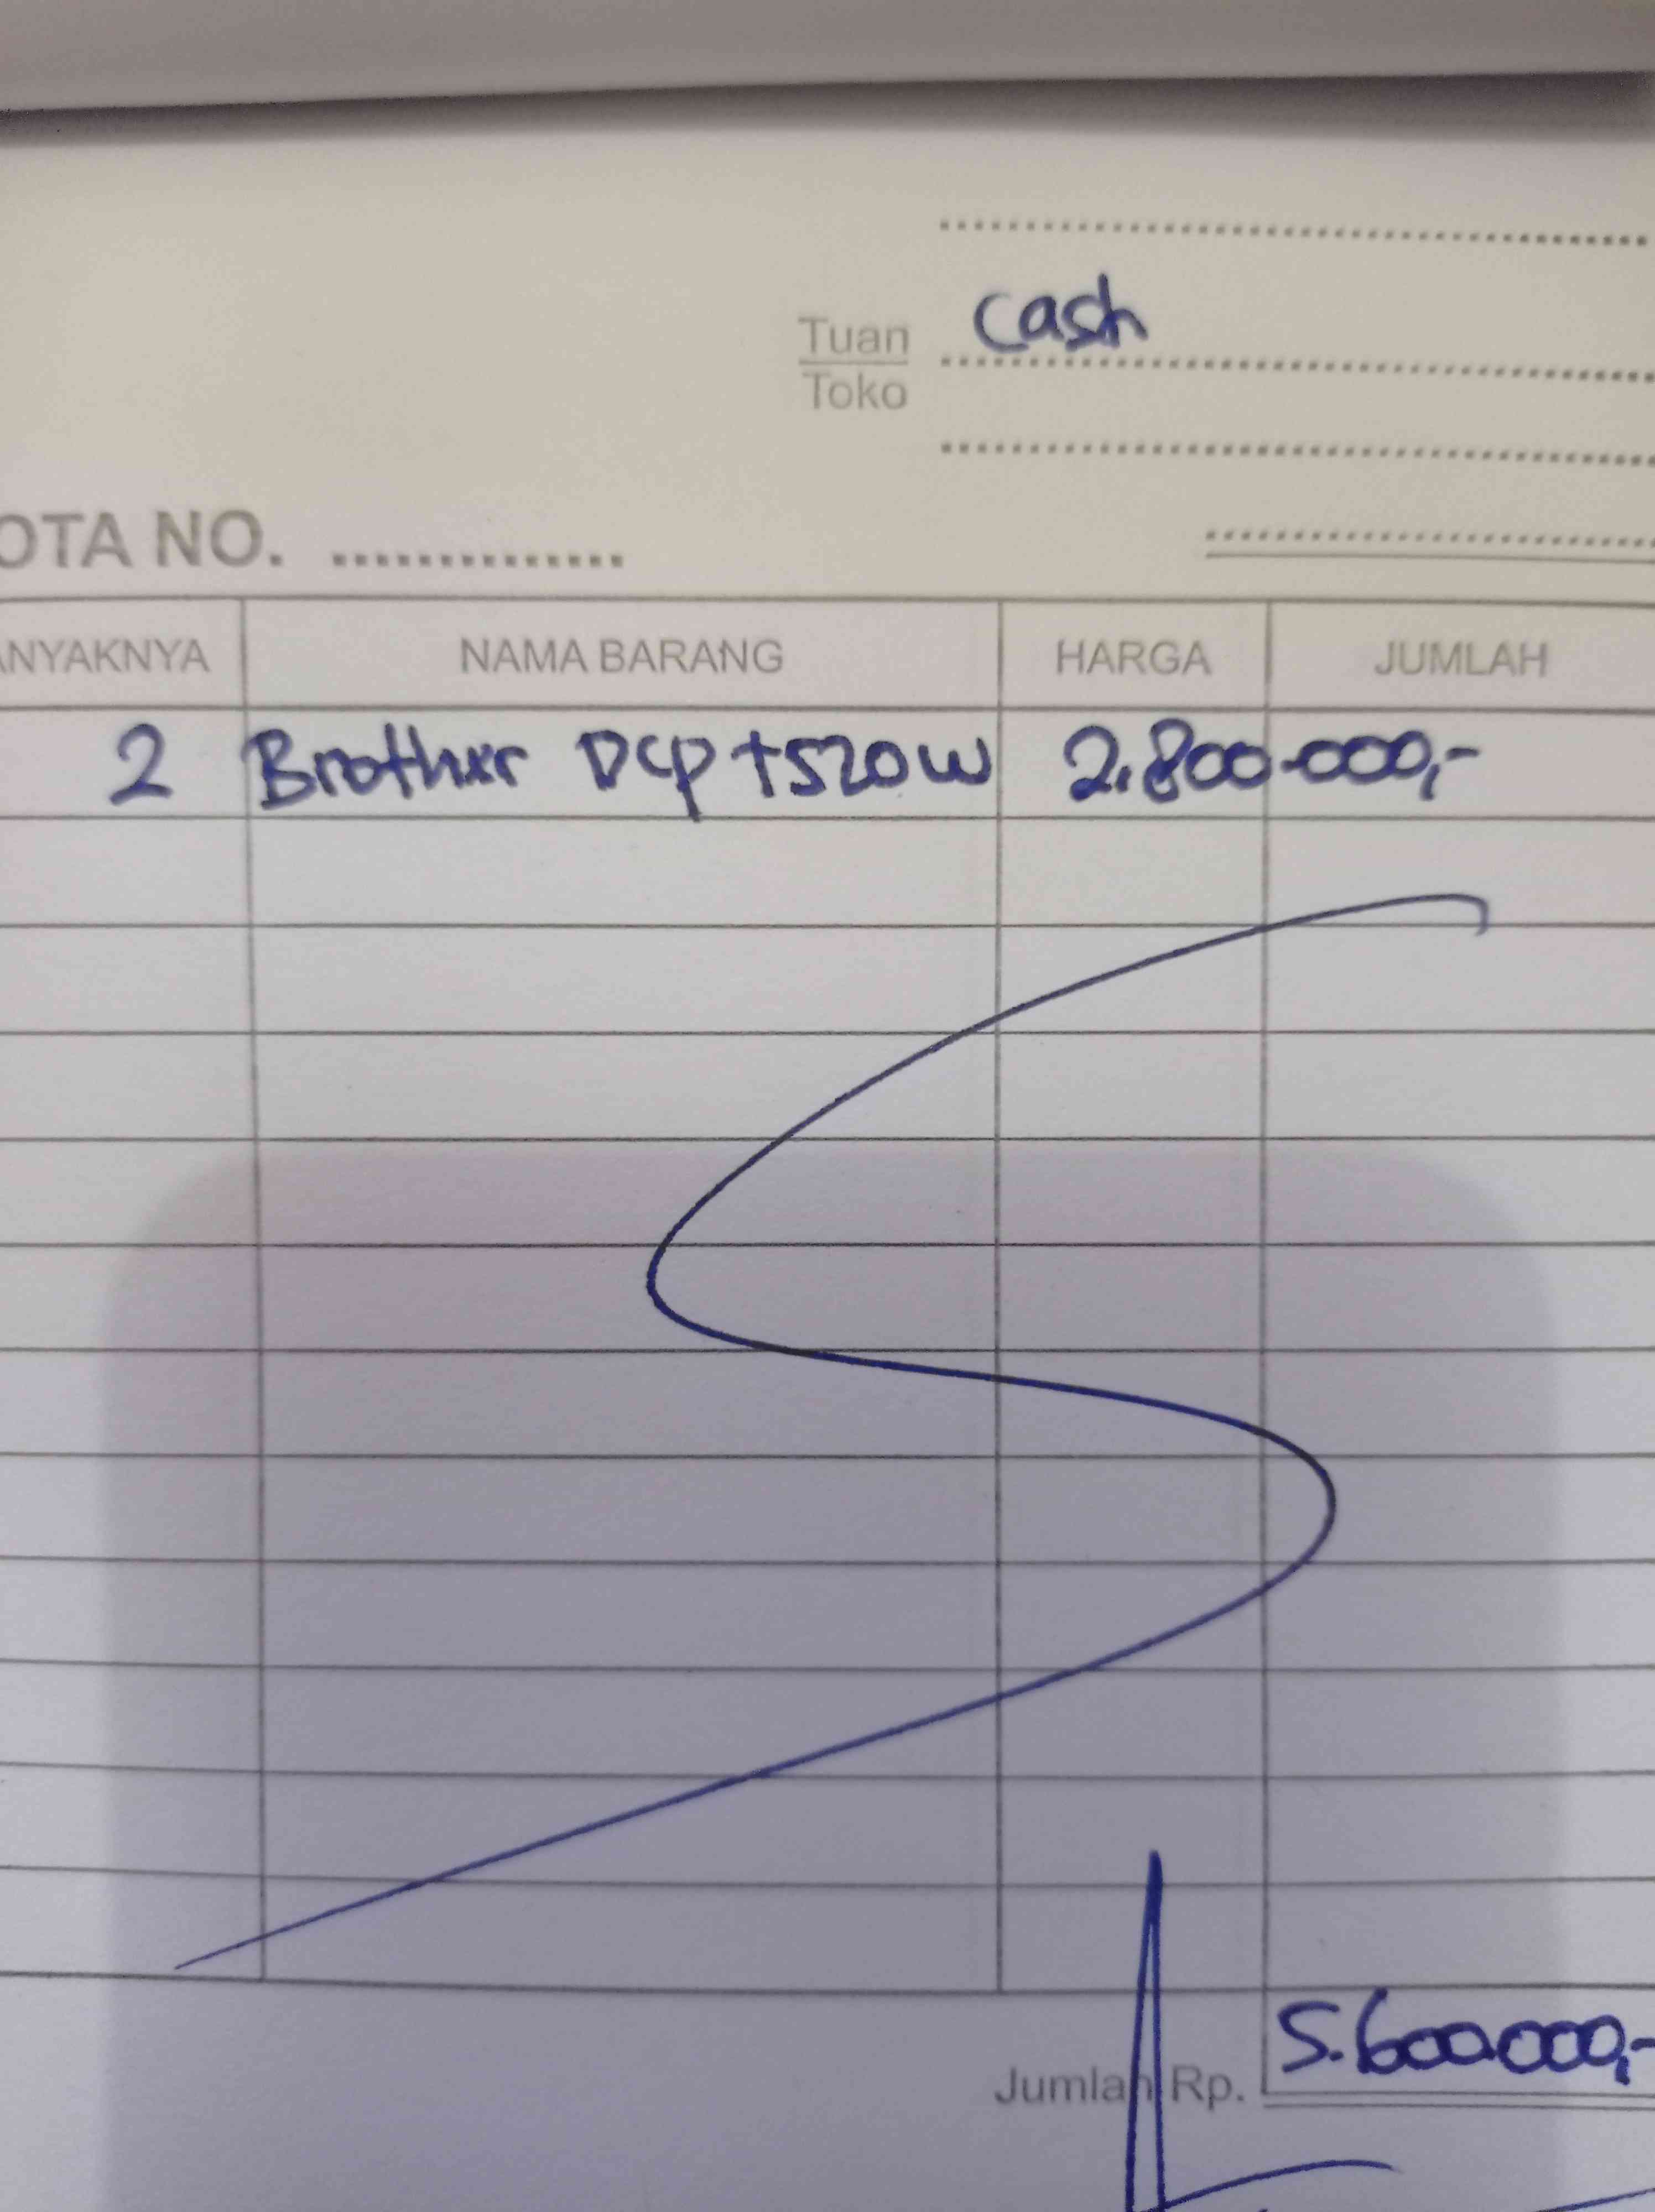 cash
Tuan
Toko
OTA NO. ..............
ANYAKNYA NAMA BARANG HARGA JUMLAH
2 Brother DCP T520W 2.800.000,-
Jumlah Rp. 5.600.000,-